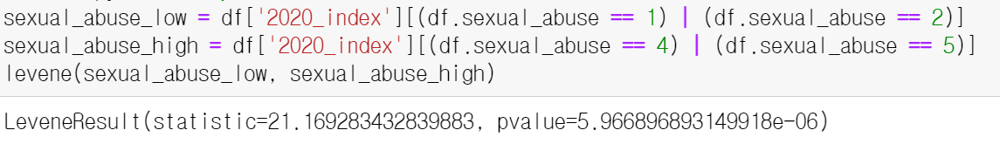 sexual_abuse_low = df['2020_index'][(df.sexual_abuse == 1) | (df.sexual_abuse == 2)]
sexual_abuse_high = df['2020_index'][(df.sexual_abuse == 4) | (df.sexual_abuse == 5)]
levene(sexual_abuse_low, sexual_abuse_high)
LeveneResult(statistic=21.169283432839883, pvalue=5.966896893149918e-06)